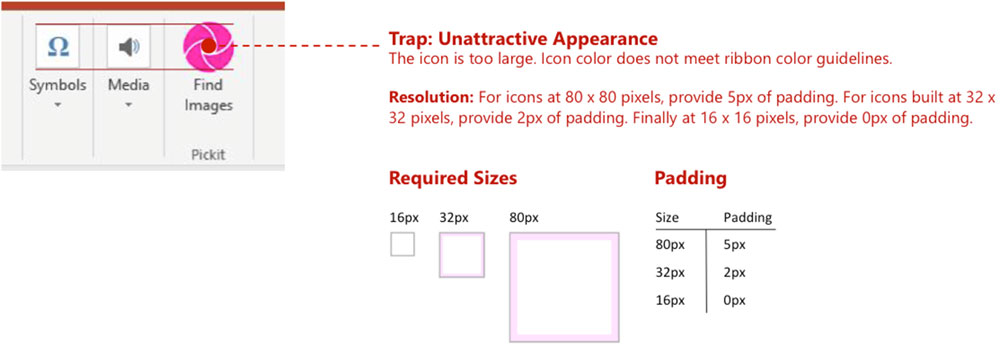 Ω
Symbols
Media
Find
Images
Pickit
Trap: Unattractive Appearance
The icon is too large. Icon color does not meet ribbon color guidelines.
Resolution: For icons at 80 x 80 pixels, provide 5px of padding. For icons built at 32 x
32 pixels, provide 2px of padding. Finally at 16 x 16 pixels, provide 0px of padding.
Required Sizes
16px 32px 80px
Padding
Size Padding
80px 5px
32px 2px
16px 0px